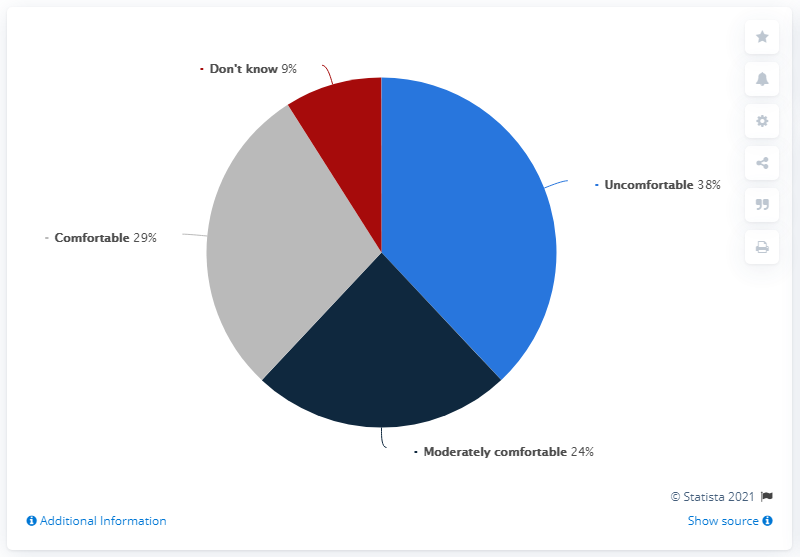 Don't know 9%
Uncomfortable 38%
Comfortable 29%
Moderately comfortable 24%
© Statista 2021
Additional Information
Show source